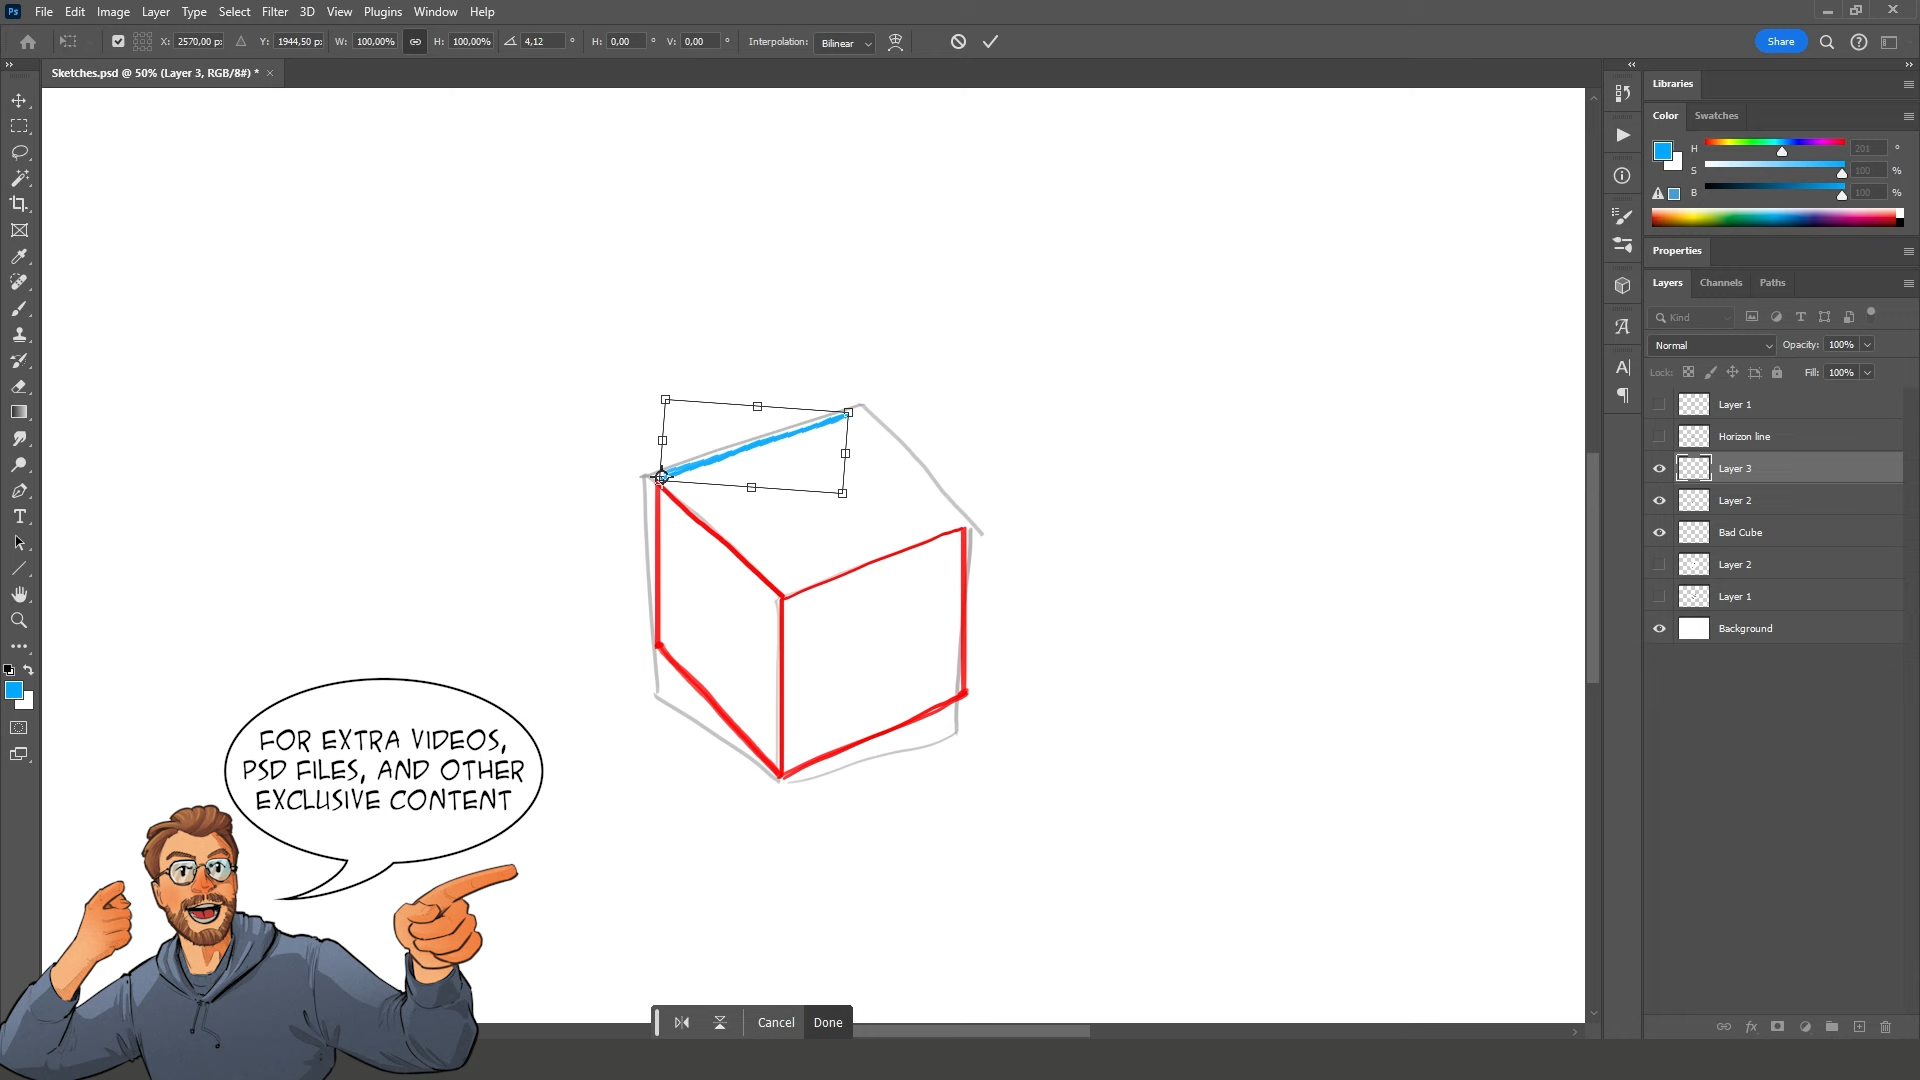 Ps File Edit Image Layer Type Select Filter 3D View Plugins Window Help
X: 2570,00 p: Y: 1944,50 p: W: 100,00% H: 100,00% 4,12 ° H: 0,00 ° V: 0,00 ° Interpolation: Bilinear Share
Sketches.psd @ 50% (Layer 3, RGB/8#) * ×
Libraries
Color Swatches
H 201 °
S 100 %
B 100 %
Properties
Layers Channels Paths
Kind
Normal Opacity: 100%
Lock: Fill: 100%
Layer 1
Horizon line
Layer 3
Layer 2
Bad Cube
Layer 2
Layer 1
Background
FOR EXTRA VIDEOS,
PSD FILES, AND OTHER
EXCLUSIVE CONTENT
Cancel Done